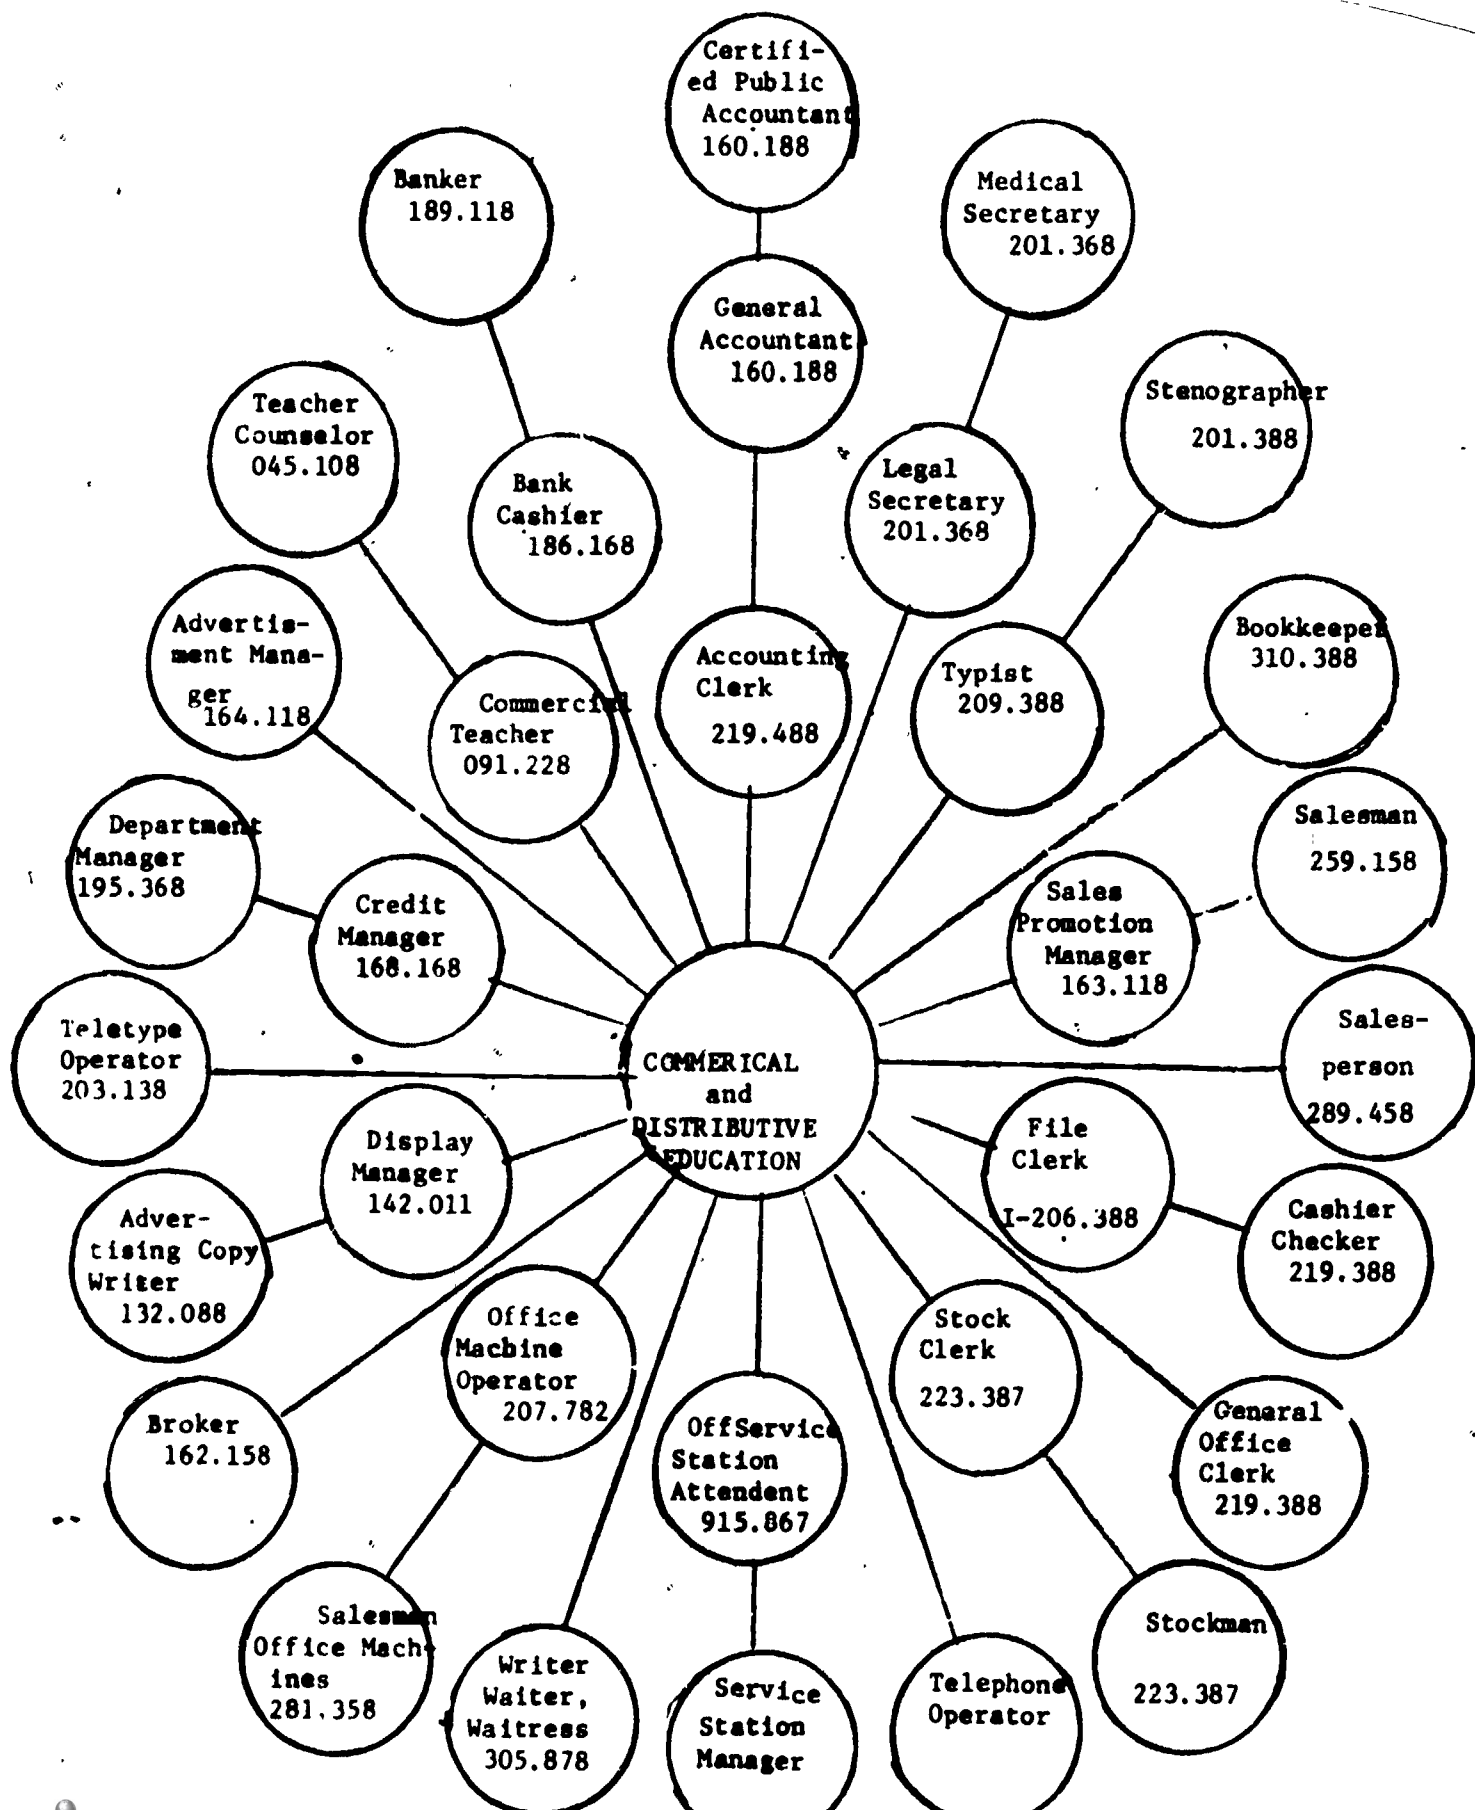 Certifi-
ed Public
Accountant
160.188
Banker
189.118
Medical
Secretary
201.368
General
Accountant
160.188
Teacher
Counselor
045.108
Stenographer
201.388
Bank
Cashier
186.168
Legal
Secretary
201.368
Advertis-
ment Mana-
ger
164.118
Commercial
Teacher
091.228
Accounting
Clerk
219.488
Typist
209.388
Bookkeeper
310.388
Department
Manager
195.368
Credit
Manager
168.168
Sales
Promotion
Manager
163.118
Salesman
259.158
Teletype
Operator
203.138
COMMERICAL
and
DISTRIBUTIVE
EDUCATION
Sales-
person
289.458
Display
Manager
142.011
File
Clerk
I-206.388
Adver-
tising Copy
Writer
132.088
Cashier
Checker
219.388
Office
Machine
Operator
207.782
Stock
Clerk
223.387
Broker
162.158
OffService
Station
Attendent
915.867
General
Office
Clerk
219.388
Salesman
Office Mach-
ines
281.358
Writer
Waiter,
Waitress
305.878
Service
Station
Manager
Telephone
Operator
Stockman
223.387